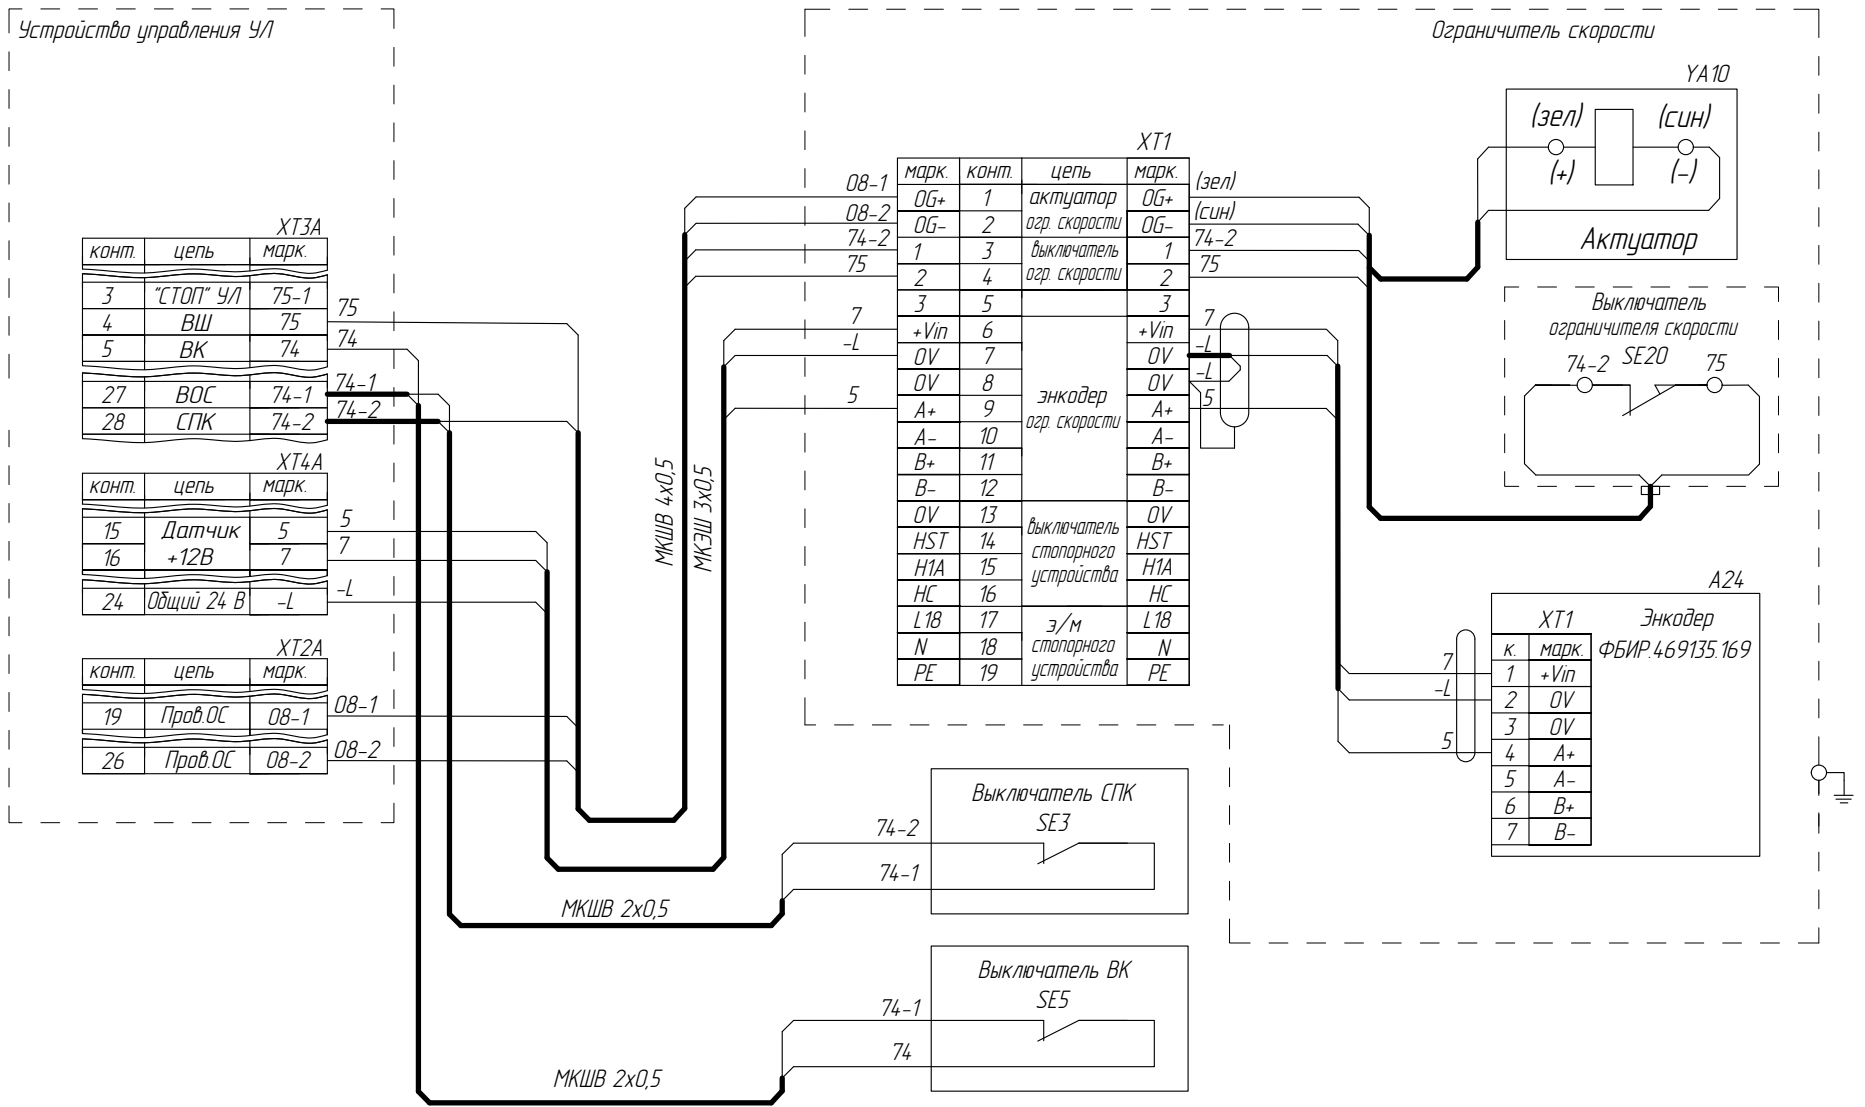 Устройство управления УЛ
XT3A
конт. цепь марк.
3 "СТОП" УЛ 75-1
4 ВШ 75
5 ВК 74
27 ВОС 74-1
28 СПК 74-2
75
74
74-1
74-2
XT4A
конт. цепь марк.
15 Датчик 5
16 +12В 7
24 Общий 24 В -L
5
7
-L
XT2A
конт. цепь марк.
19 Пров.ОС 08-1
26 Пров.ОС 08-2
08-1
08-2
МКШВ 4x0,5
МКЭШ 3x0,5
МКШВ 2x0,5
МКШВ 2x0,5
Ограничитель скорости
08-1
08-2
74-2
75
7
-L
5
XT1
марк. конт. цепь марк.
OG+ 1 актуатор OG+
OG- 2 огр. скорости OG-
1 3 выключатель 1
2 4 огр. скорости 2
3 5 3
+Vin 6 +Vin
0V 7 0V
0V 8 энкодер 0V
A+ 9 огр. скорости A+
A- 10 A-
B+ 11 B+
B- 12 B-
0V 13 выключатель 0V
HST 14 стопорного HST
H1A 15 устройства H1A
HC 16 HC
L18 17 э/м L18
N 18 стопорного N
PE 19 устройства PE
(зел)
(син)
74-2
75
7
-L
-L
5
YA10
(зел) (син)
(+) (-)
Актуатор
Выключатель
ограничителя скорости
SE20
74-2 75
A24
XT1 Энкодер
ФБИР.469135.169
к. марк.
1 +Vin
2 0V
3 0V
4 A+
5 A-
6 B+
7 B-
7
-L
5
Выключатель СПК
SE3
74-2
74-1
Выключатель ВК
SE5
74-1
74